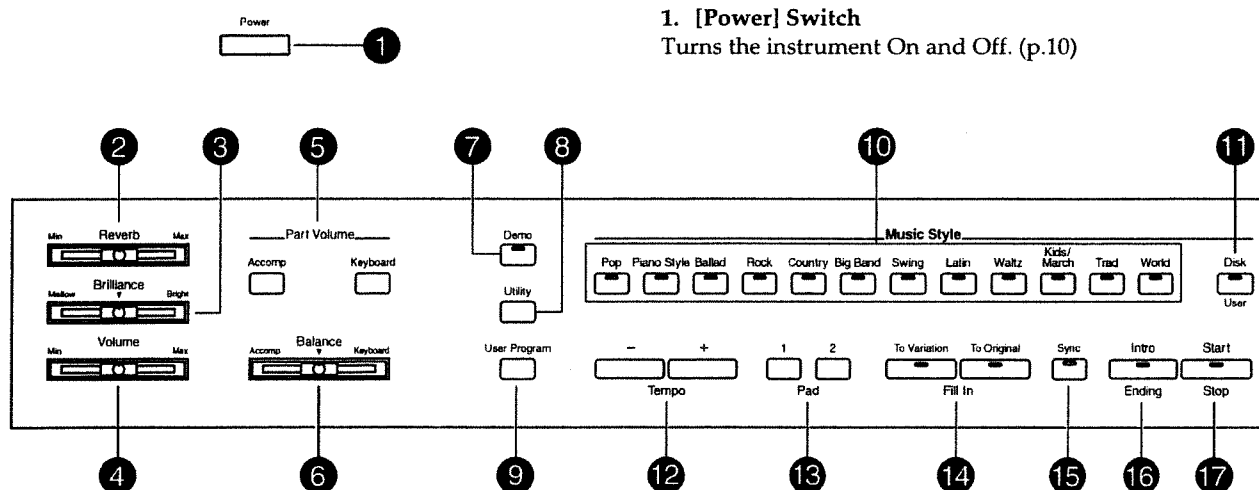 Power
1
1. [Power] Switch
Turns the instrument On and Off. (p.10)
2 3 5 7 8 10 11
Min Reverb Max
Mellow Brilliance Bright
Min Volume Max
Part Volume
Accomp Keyboard
Accomp Balance Keyboard
Demo
Utility
User Program
Music Style
Pop Piano Style Ballad Rock Country Big Band Swing Latin Waltz Kids/March Trad World
Disk
User
- +
Tempo
1 2
Pad
To Variation To Original
Fill In
Sync
Intro
Ending
Start
Stop
4 6 9 12 13 14 15 16 17